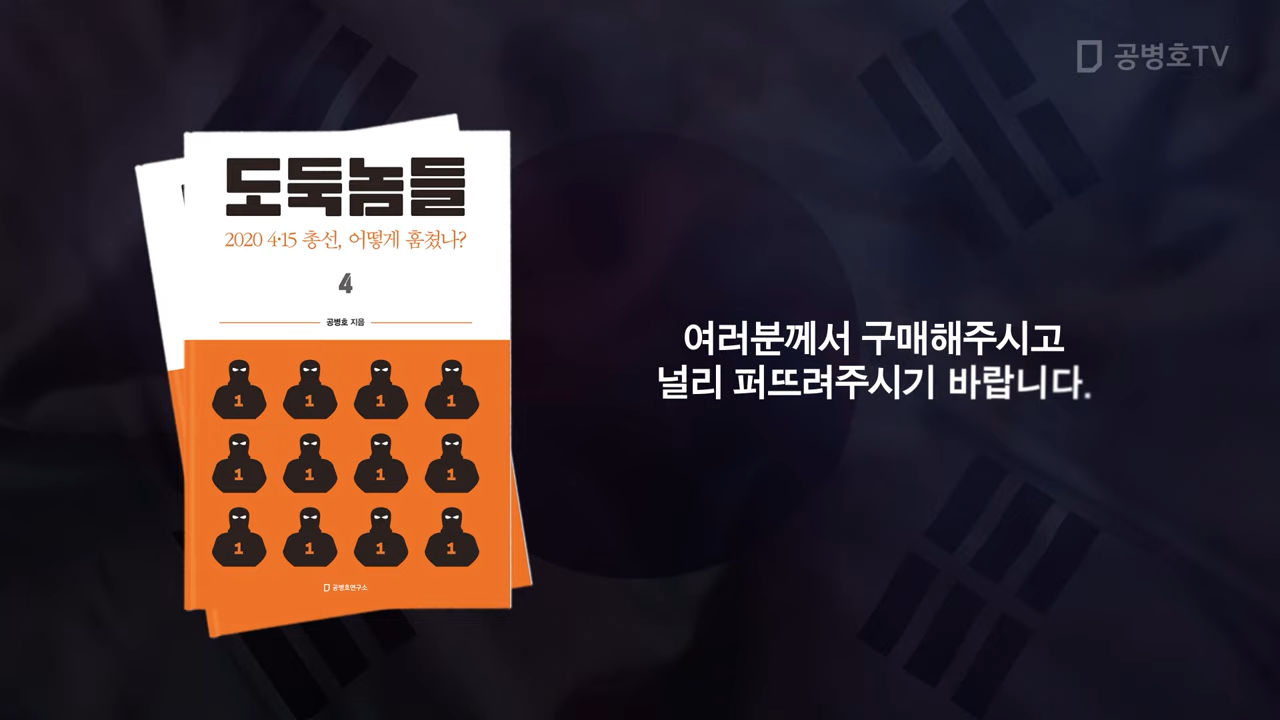 공병호TV
도둑놈들
2020 4·15 총선, 어떻게 훔쳤나?
4
공병호 지음
1 1 1 1
1 1 1 1
1 1 1 1
공병호연구소
여러분께서 구매해주시고
널리 퍼뜨려주시기 바랍니다.